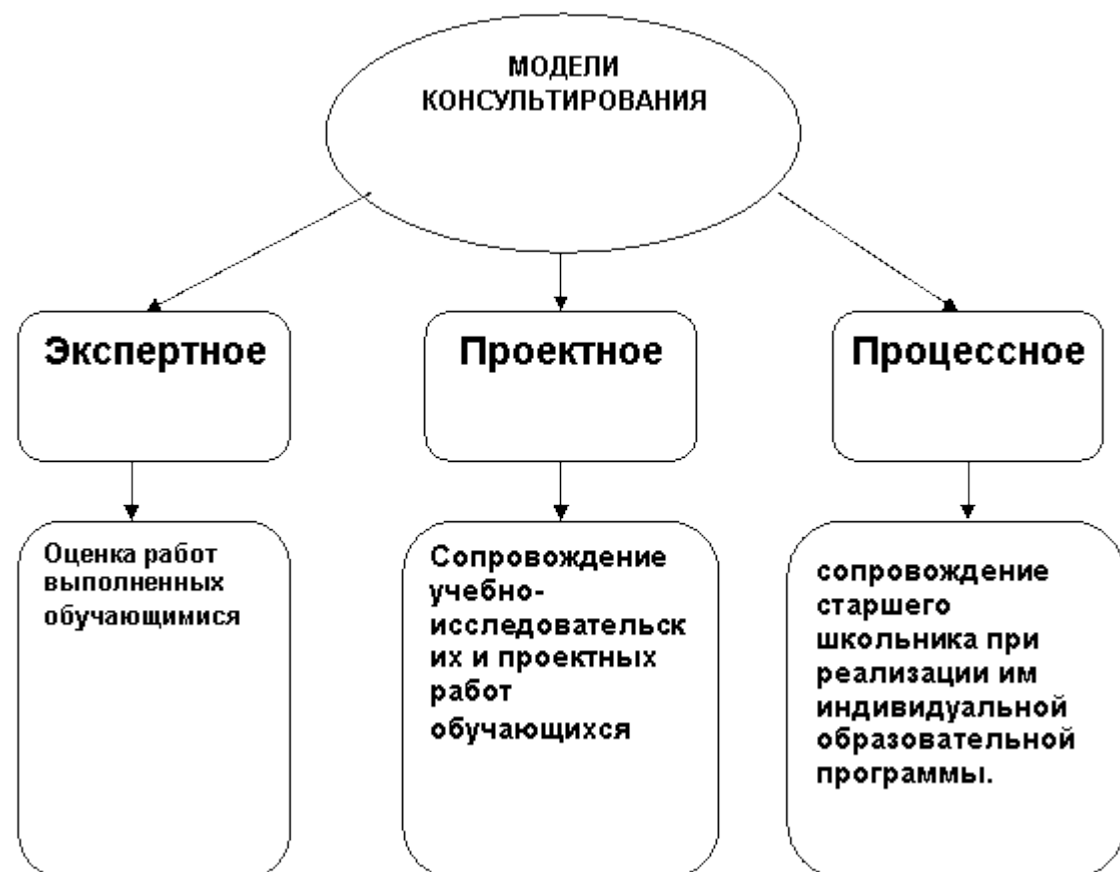 МОДЕЛИ
КОНСУЛЬТИРОВАНИЯ
Экспертное
Проектное
Процессное
Оценка работ
выполненных
обучающимися
Сопровождение
учебно-
исследовательск
их и проектных
работ
обучающихся
сопровождение
старшего
школьника при
реализации им
индивидуальной
образовательной
программы.